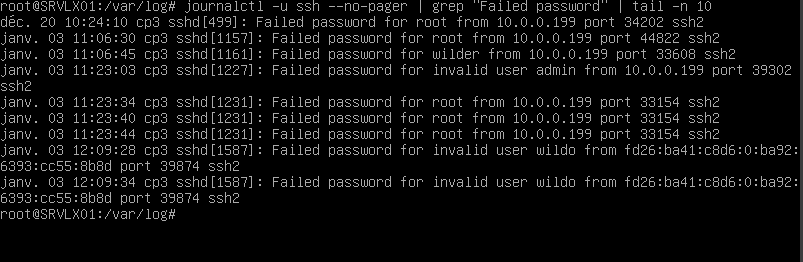 root@SRVLX01:/var/log# journalctl -u ssh --no-pager | grep "Failed password" | tail -n 10
déc. 20 10:24:10 cp3 sshd[499]: Failed password for root from 10.0.0.199 port 34202 ssh2
janv. 03 11:06:30 cp3 sshd[1157]: Failed password for root from 10.0.0.199 port 44822 ssh2
janv. 03 11:06:45 cp3 sshd[1161]: Failed password for wilder from 10.0.0.199 port 33608 ssh2
janv. 03 11:23:03 cp3 sshd[1227]: Failed password for invalid user admin from 10.0.0.199 port 39302
ssh2
janv. 03 11:23:34 cp3 sshd[1231]: Failed password for root from 10.0.0.199 port 33154 ssh2
janv. 03 11:23:40 cp3 sshd[1231]: Failed password for root from 10.0.0.199 port 33154 ssh2
janv. 03 11:23:44 cp3 sshd[1231]: Failed password for root from 10.0.0.199 port 33154 ssh2
janv. 03 12:09:28 cp3 sshd[1587]: Failed password for invalid user wildo from fd26:ba41:c8d6:0:ba92:
6393:cc55:8b8d port 39874 ssh2
janv. 03 12:09:34 cp3 sshd[1587]: Failed password for invalid user wildo from fd26:ba41:c8d6:0:ba92:
6393:cc55:8b8d port 39874 ssh2
root@SRVLX01:/var/log#